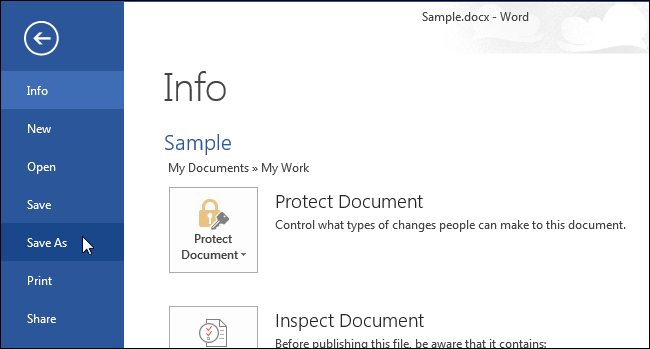 Sample.docx - Word
Info
New
Open
Save
Save As
Print
Share
Info
Sample
My Documents » My Work
Protect
Document
Protect Document
Control what types of changes people can make to this document.
Inspect Document
Before publishing this file, be aware that it contains: